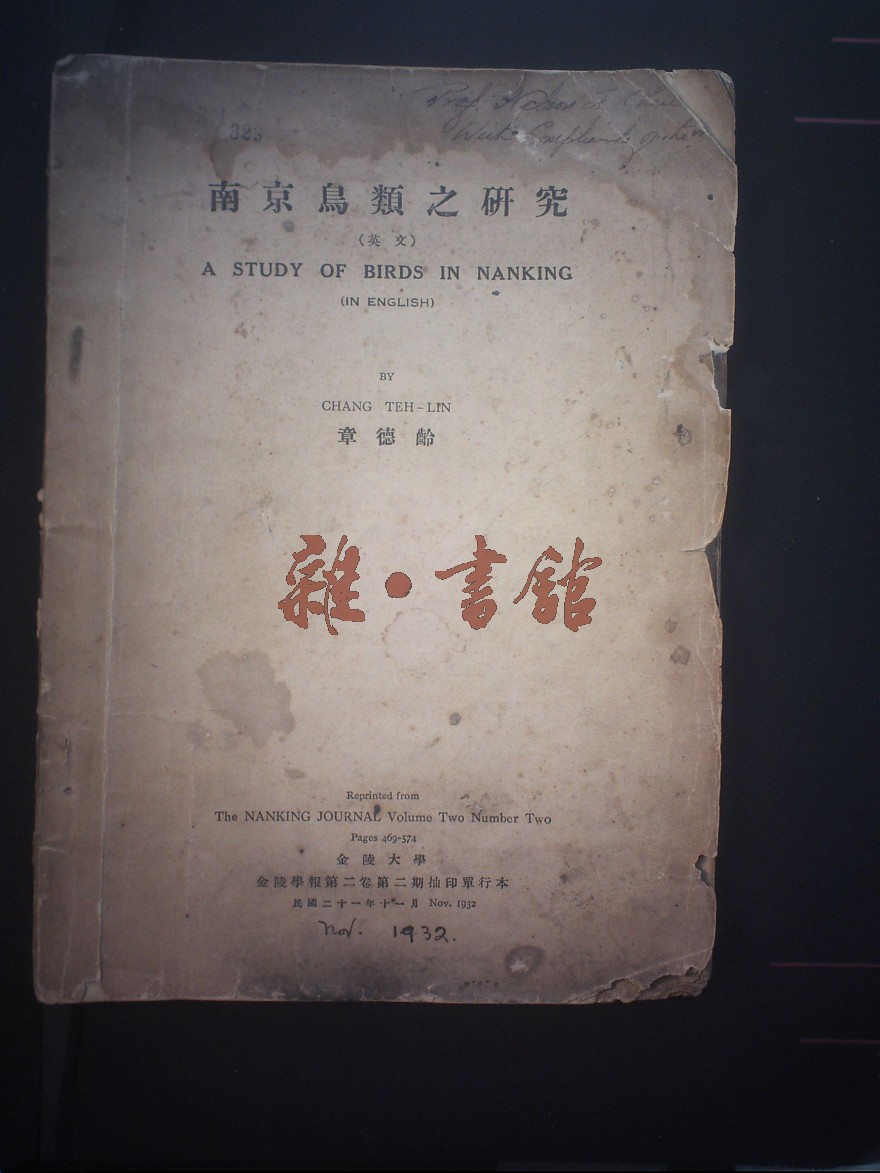 Prof.
With Compliments
323
南京鳥類之研究
(英文)
A STUDY OF BIRDS IN NANKING
(IN ENGLISH)
BY
CHANG TEH-LIN
章德齡
雜·書館
Reprinted from
The NANKING JOURNAL Volume Two Number Two
Pages 469-574
金陵大學
金陵學報第二卷第二期抽印單行本
民國二十一年十一月 Nov. 1932
Nov. 1932.